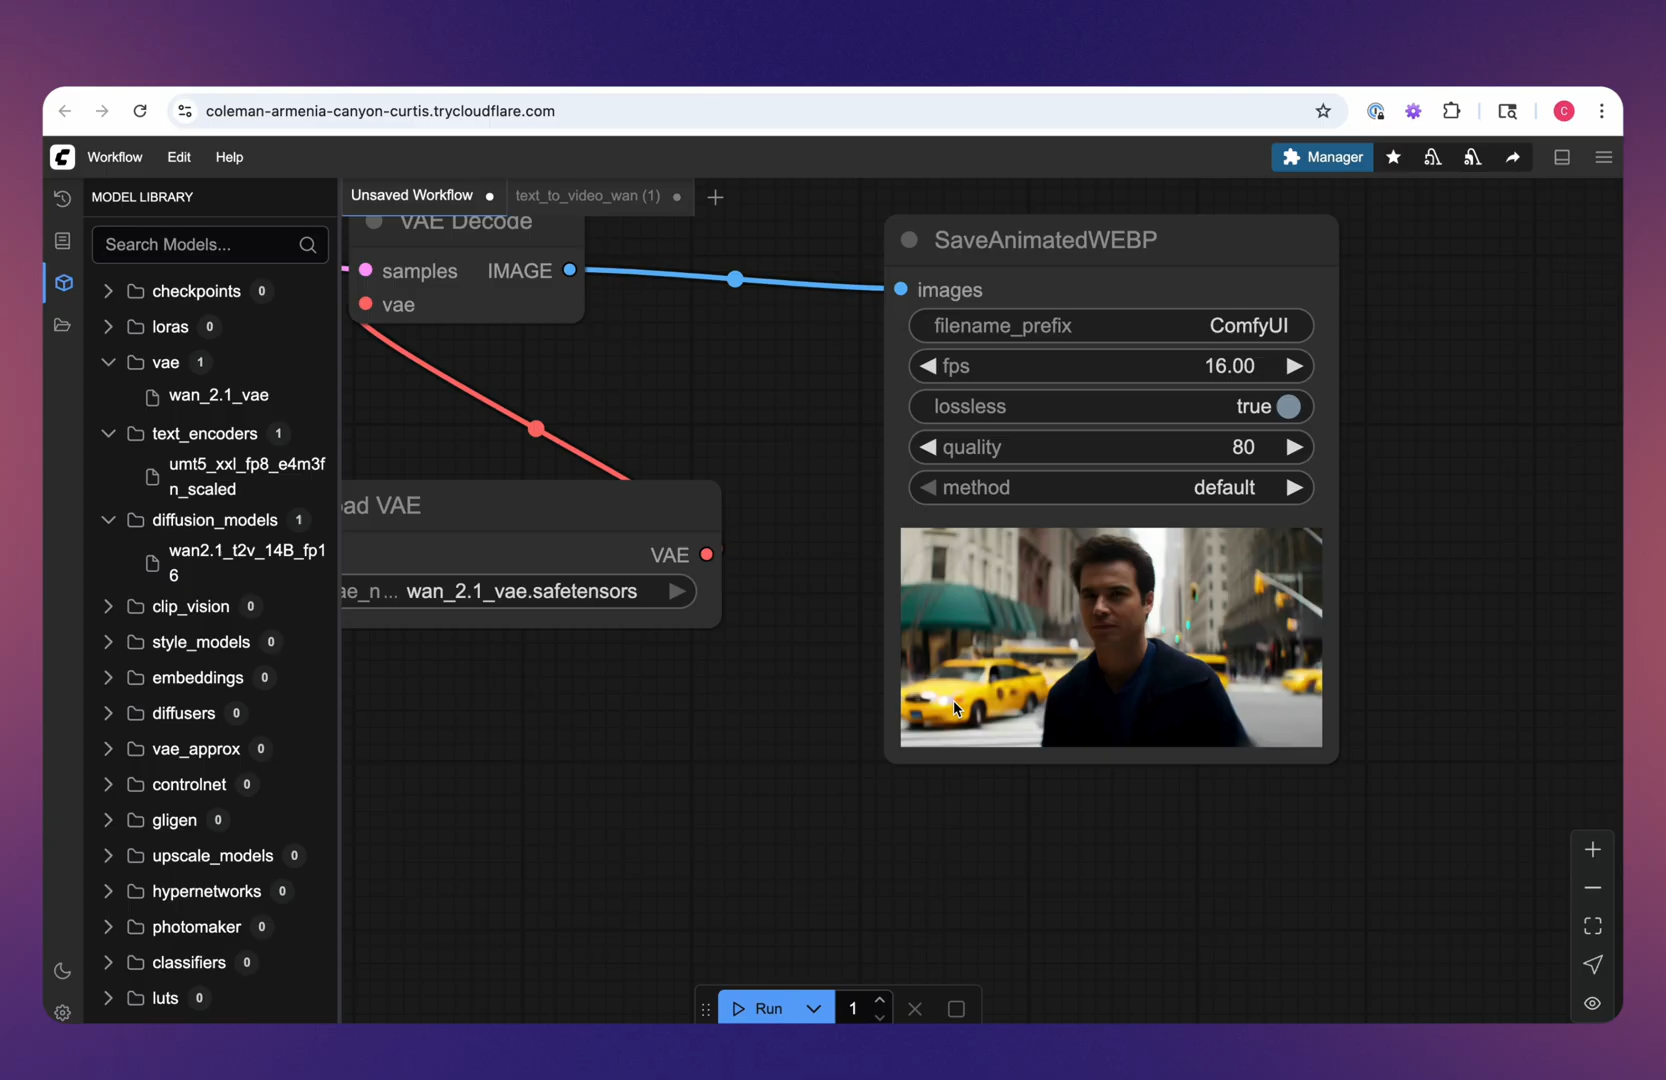 coleman-armenia-canyon-curtis.trycloudflare.com
C
Workflow Edit Help
Manager
MODEL LIBRARY
Unsaved Workflow
text_to_video_wan (1)
Search Models...
checkpoints 0
loras 0
vae 1
wan_2.1_vae
text_encoders 1
umt5_xxl_fp8_e4m3f
n_scaled
diffusion_models 1
wan2.1_t2v_14B_fp1
6
clip_vision 0
style_models 0
embeddings 0
diffusers 0
vae_approx 0
controlnet 0
gligen 0
upscale_models 0
hypernetworks 0
photomaker 0
classifiers 0
luts 0
VAE Decode
samples IMAGE
vae
ad VAE
VAE
ae_n... wan_2.1_vae.safetensors
SaveAnimatedWEBP
images
filename_prefix ComfyUI
fps 16.00
lossless true
quality 80
method default
Run 1